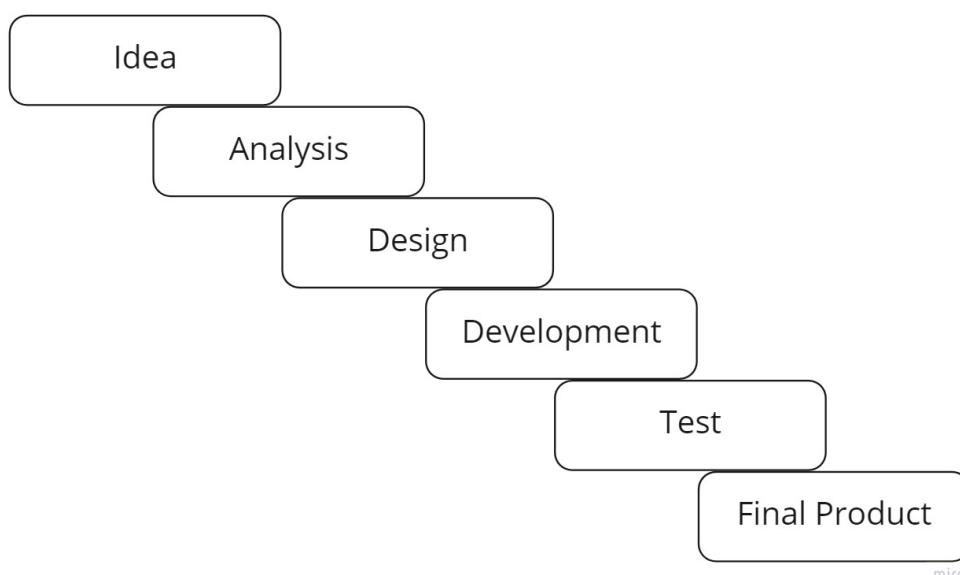 Idea
Analysis
Design
Development
Test
Final Product